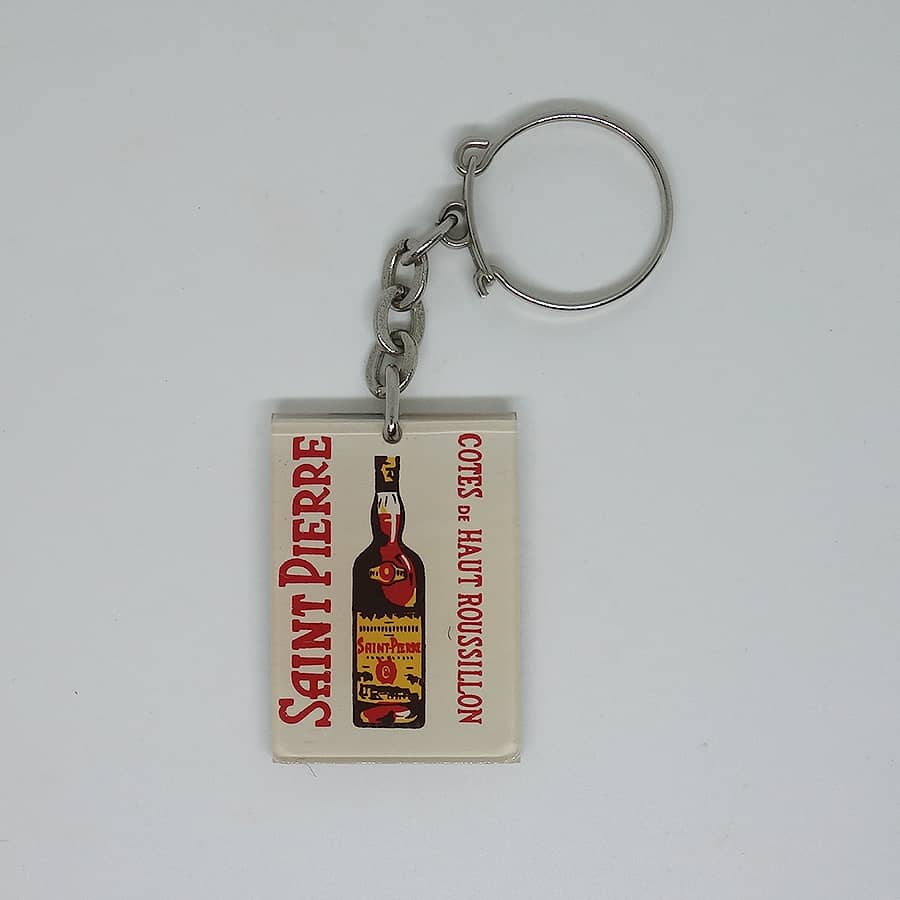 SAINT PIERRE
SAINT-PIERRE
COTES DE HAUT ROUSSILLON